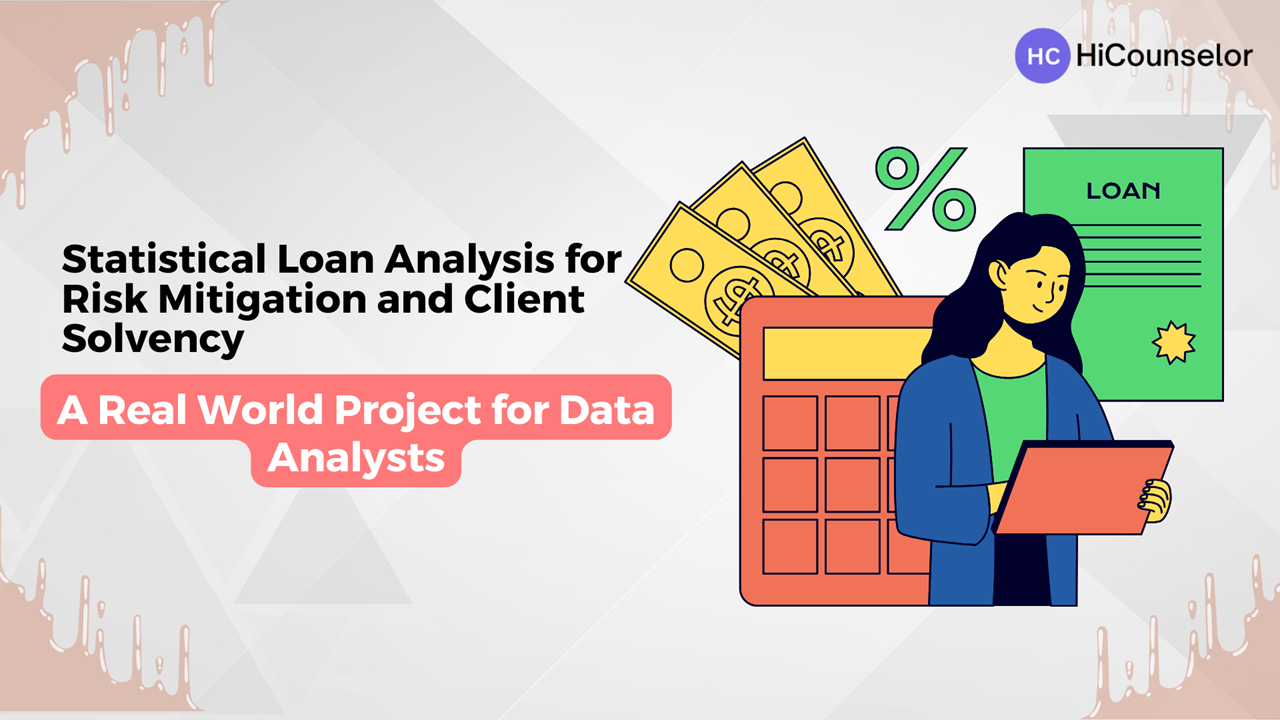 HC HiCounselor
LOAN
Statistical Loan Analysis for
Risk Mitigation and Client
Solvency
A Real World Project for Data
Analysts